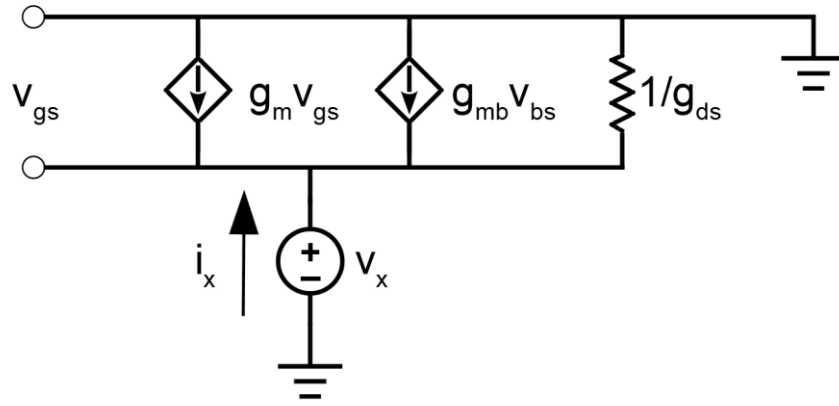 v_gs
g_m v_gs
g_mb v_bs
1/g_ds
i_x
+
−
v_x